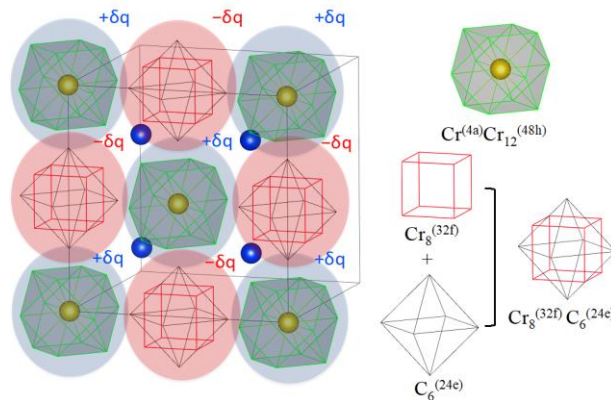 +δq −δq +δq
Cr(4a)Cr12(48h)
−δq +δq −δq
Cr8(32f)
+
+δq −δq +δq
Cr8(32f) C6(24e)
C6(24e)